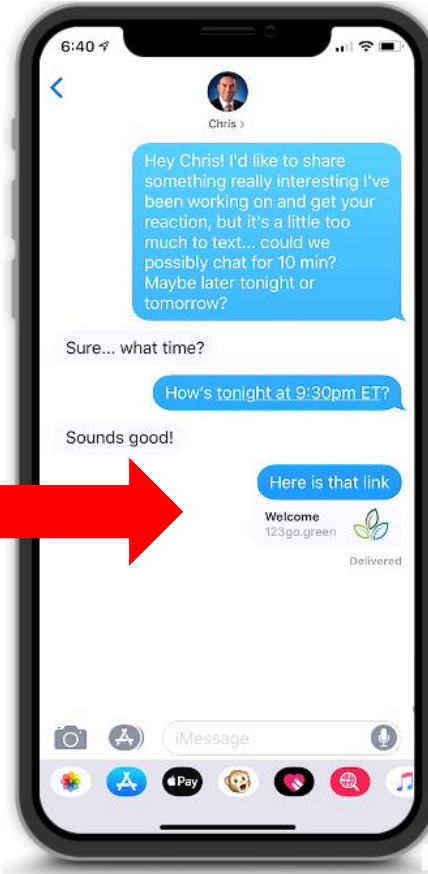 6:40
Chris >
Hey Chris! I'd like to share
something really interesting I've
been working on and get your
reaction, but it's a little too
much to text... could we
possibly chat for 10 min?
Maybe later tonight or
tomorrow?
Sure... what time?
How's tonight at 9:30pm ET?
Sounds good!
Here is that link
Welcome
123go.green
Delivered
iMessage
Pay